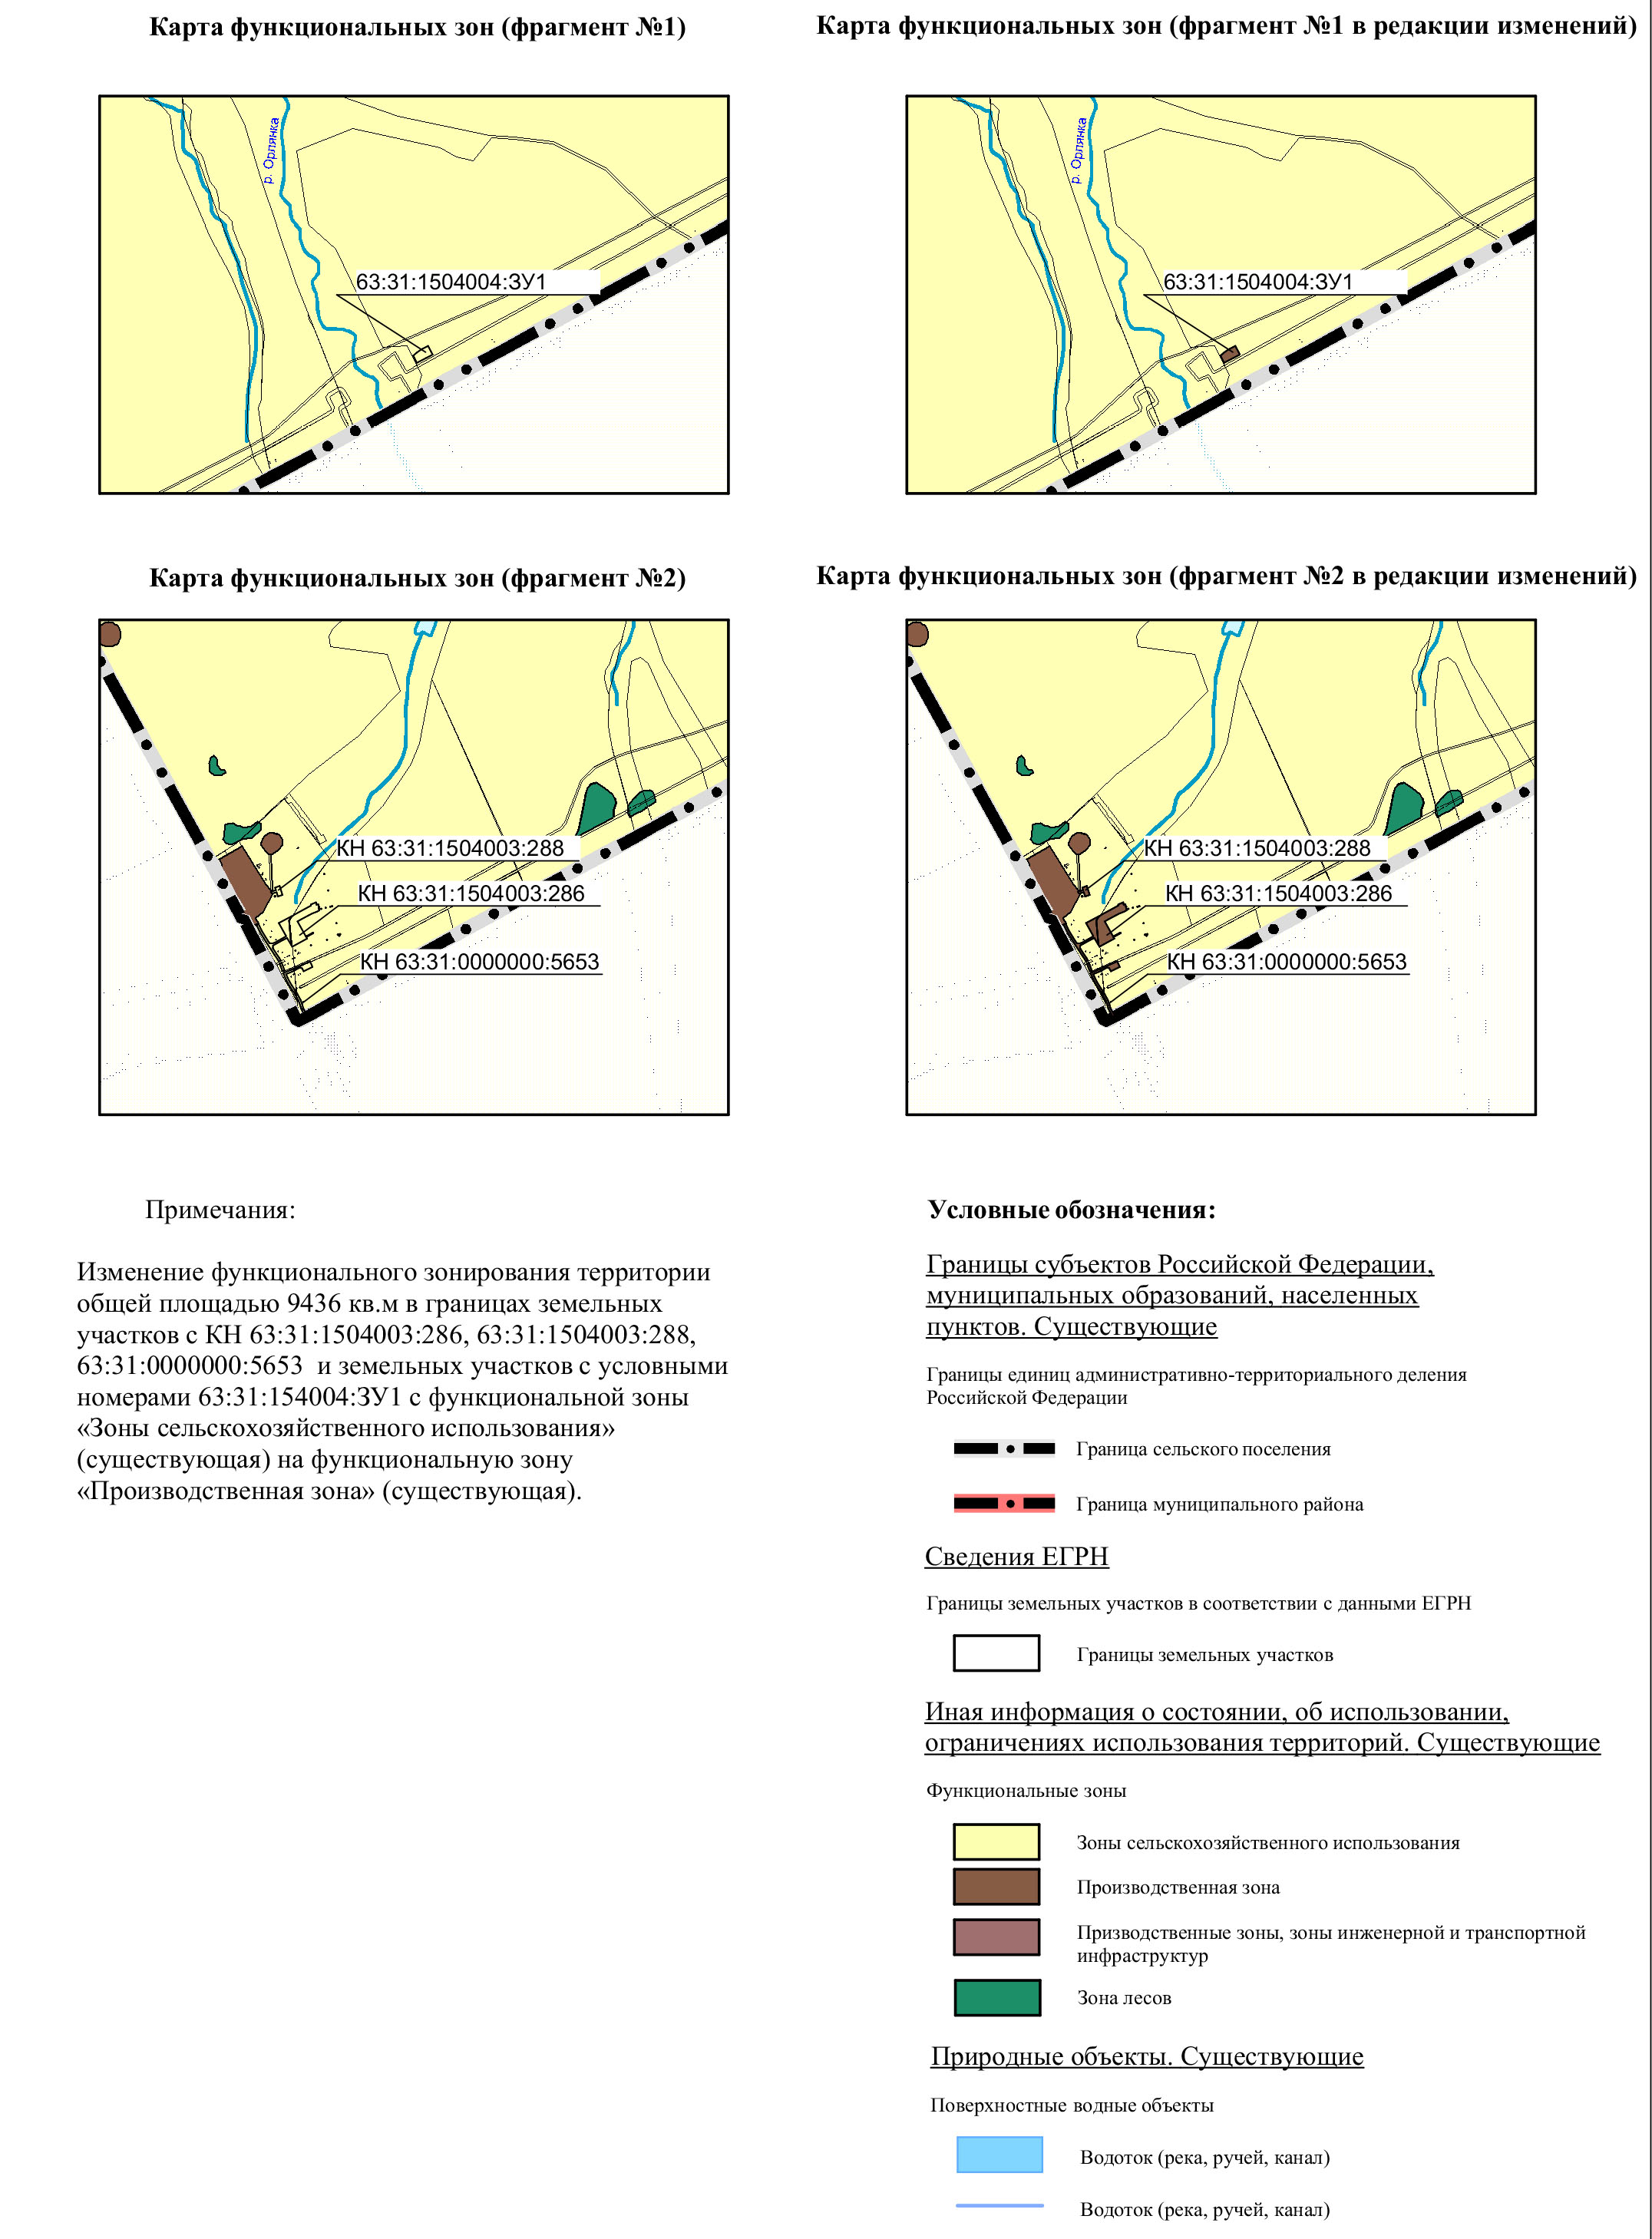 Карта функциональных зон (фрагмент №1)
Карта функциональных зон (фрагмент №1 в редакции изменений)
р. Орлянка
63:31:1504004:ЗУ1
р. Орлянка
63:31:1504004:ЗУ1
Карта функциональных зон (фрагмент №2)
Карта функциональных зон (фрагмент №2 в редакции изменений)
КН 63:31:1504003:288
КН 63:31:1504003:286
КН 63:31:0000000:5653
КН 63:31:1504003:288
КН 63:31:1504003:286
КН 63:31:0000000:5653
Примечания:
Изменение функционального зонирования территории
общей площадью 9436 кв.м в границах земельных
участков с КН 63:31:1504003:286, 63:31:1504003:288,
63:31:0000000:5653 и земельных участков с условными
номерами 63:31:154004:ЗУ1 с функциональной зоны
«Зоны сельскохозяйственного использования»
(существующая) на функциональную зону
«Производственная зона» (существующая).
Условные обозначения:
Границы субъектов Российской Федерации,
муниципальных образований, населенных
пунктов. Существующие
Границы единиц административно-территориального деления
Российской Федерации
Граница сельского поселения
Граница муниципального района
Сведения ЕГРН
Границы земельных участков в соответствии с данными ЕГРН
Границы земельных участков
Иная информация о состоянии, об использовании,
ограничениях использования территорий. Существующие
Функциональные зоны
Зоны сельскохозяйственного использования
Производственная зона
Призводственные зоны, зоны инженерной и транспортной
инфраструктур
Зона лесов
Природные объекты. Существующие
Поверхностные водные объекты
Водоток (река, ручей, канал)
Водоток (река, ручей, канал)